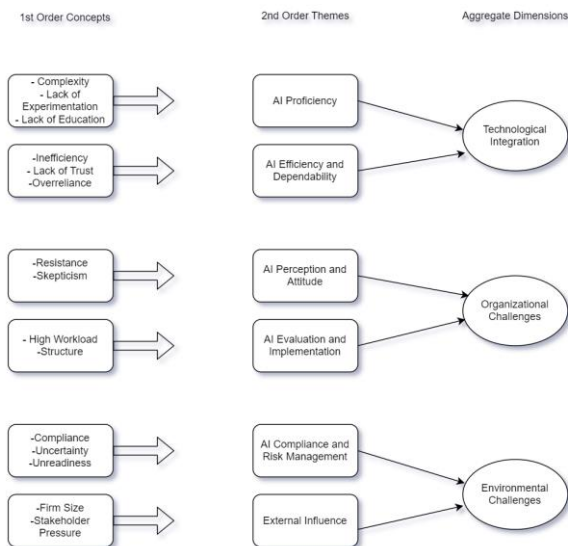 1st Order Concepts
2nd Order Themes
Aggregate Dimensions
- Complexity
- Lack of
Experimentation
- Lack of Education
AI Proficiency
Technological
Integration
-Inefficiency
- Lack of Trust
-Overreliance
AI Efficiency and
Dependability
-Resistance
-Skepticism
AI Perception and
Attitude
Organizational
Challenges
- High Workload
-Structure
AI Evaluation and
Implementation
-Compliance
-Uncertainty
-Unreadiness
AI Compliance and
Risk Management
Environmental
Challenges
-Firm Size
-Stakeholder
Pressure
External Influence